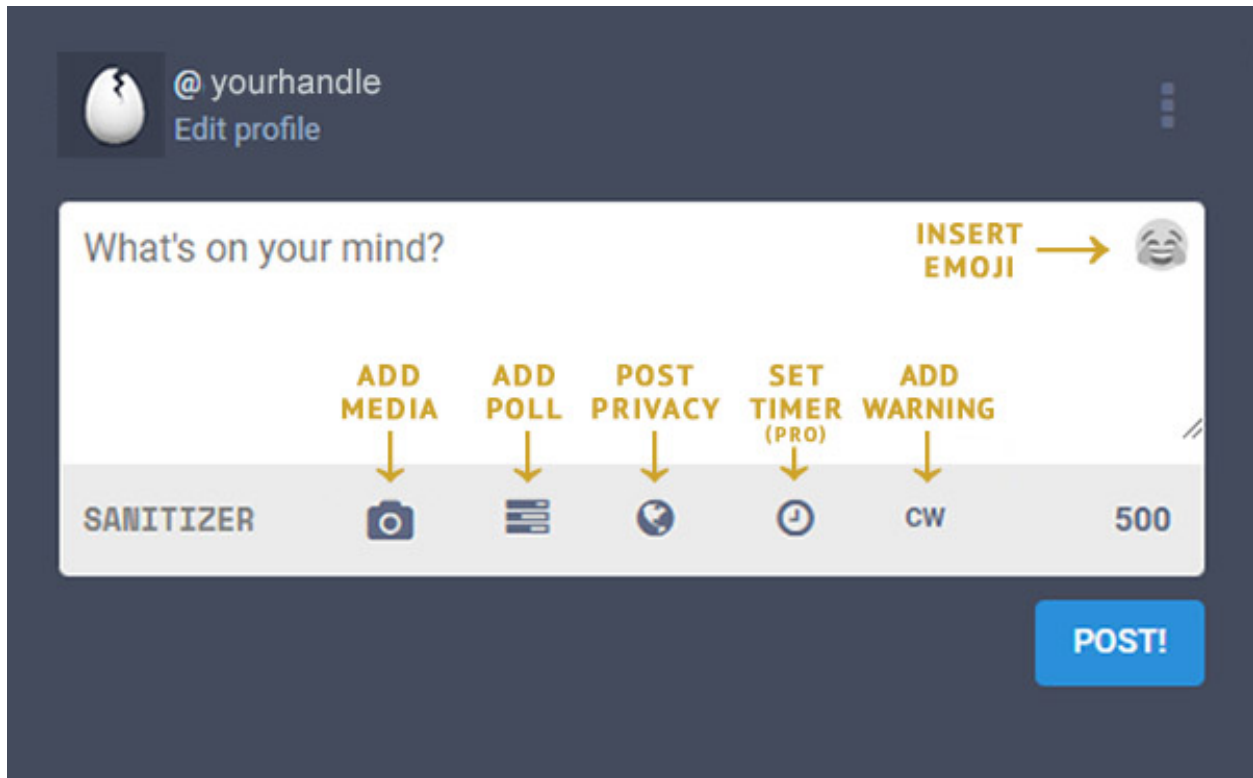 @ yourhandle
Edit profile
What's on your mind?
INSERT
EMOJI
ADD
MEDIA
ADD
POLL
POST
PRIVACY
SET
TIMER
(PRO)
ADD
WARNING
SANITIZER
CW
500
POST!